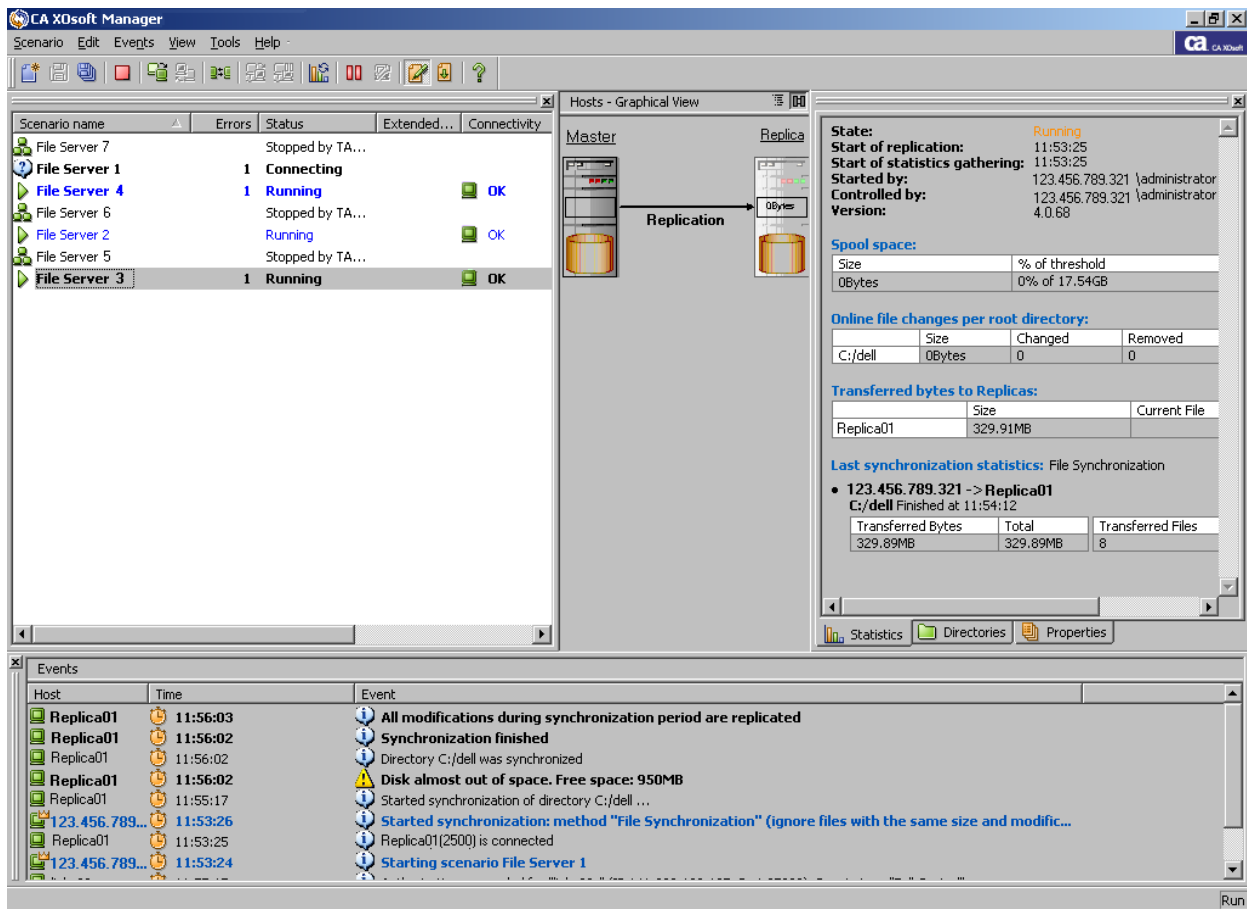 CA XOsoft Manager
Scenario Edit Events View Tools Help
ca CA XOsoft
Hosts - Graphical View
Scenario name Errors Status Extended... Connectivity
File Server 7 Stopped by TA...
File Server 1 1 Connecting
File Server 4 1 Running OK
File Server 6 Stopped by TA...
File Server 2 Running OK
File Server 5 Stopped by TA...
File Server 3 1 Running OK
Master Replica
0Bytes
Replication
State: Running
Start of replication: 11:53:25
Start of statistics gathering: 11:53:25
Started by: 123.456.789.321 \administrator
Controlled by: 123.456.789.321 \administrator
Version: 4.0.68
Spool space:
Size % of threshold
0Bytes 0% of 17.54GB
Online file changes per root directory:
Size Changed Removed
C:/dell 0Bytes 0 0
Transferred bytes to Replicas:
Size Current File
Replica01 329.91MB
Last synchronization statistics: File Synchronization
• 123.456.789.321 -> Replica01
C:/dell Finished at 11:54:12
Transferred Bytes Total Transferred Files
329.89MB 329.89MB 8
Statistics Directories Properties
Events
Host Time Event
Replica01 11:56:03 All modifications during synchronization period are replicated
Replica01 11:56:02 Synchronization finished
Replica01 11:56:02 Directory C:/dell was synchronized
Replica01 11:56:02 Disk almost out of space. Free space: 950MB
Replica01 11:55:17 Started synchronization of directory C:/dell ...
123.456.789... 11:53:26 Started synchronization: method "File Synchronization" (ignore files with the same size and modific...
Replica01 11:53:25 Replica01(2500) is connected
123.456.789... 11:53:24 Starting scenario File Server 1
Run